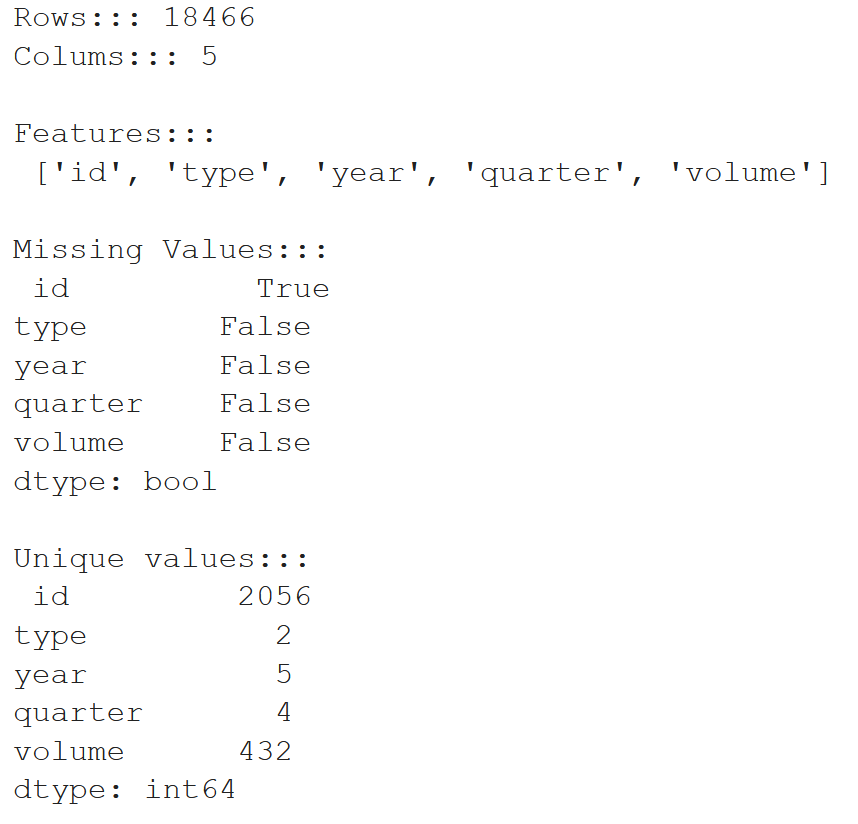 Rows::: 18466
Colums::: 5
Features:::
['id', 'type', 'year', 'quarter', 'volume']
Missing Values:::
id True
type False
year False
quarter False
volume False
dtype: bool
Unique values:::
id 2056
type 2
year 5
quarter 4
volume 432
dtype: int64